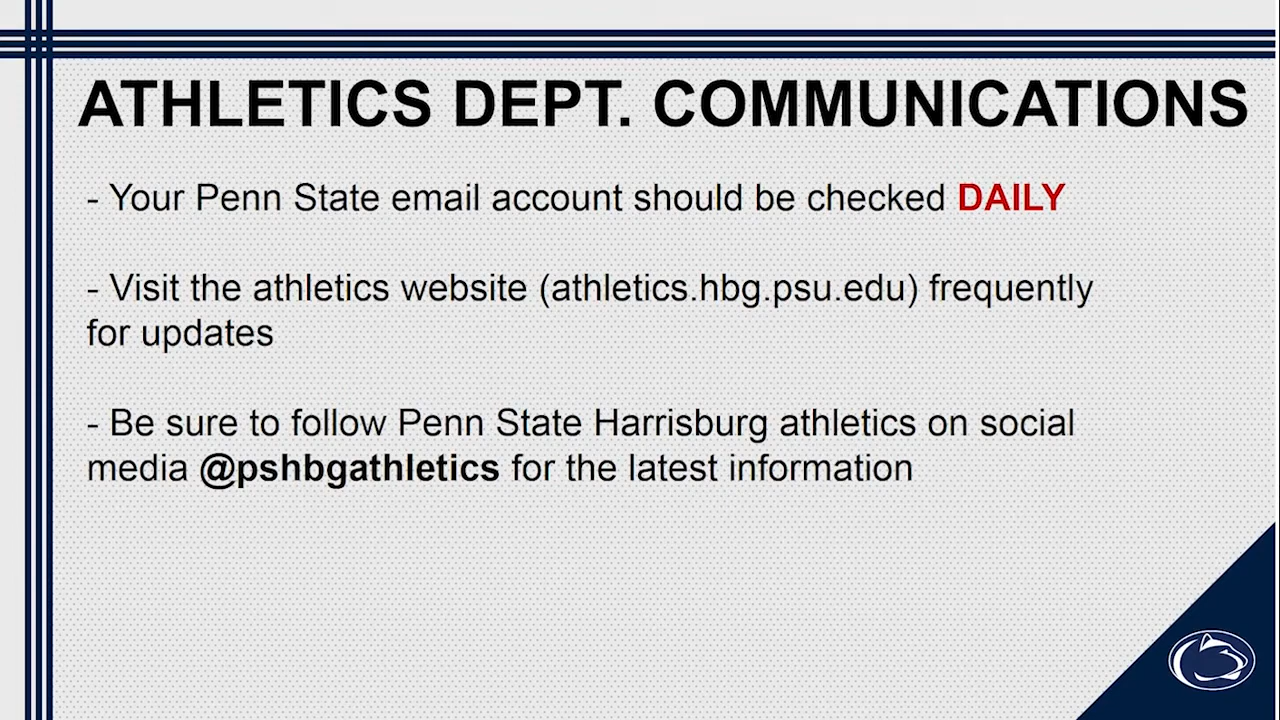 ATHLETICS DEPT. COMMUNICATIONS
- Your Penn State email account should be checked DAILY
- Visit the athletics website (athletics.hbg.psu.edu) frequently
for updates
- Be sure to follow Penn State Harrisburg athletics on social
media @pshbgathletics for the latest information